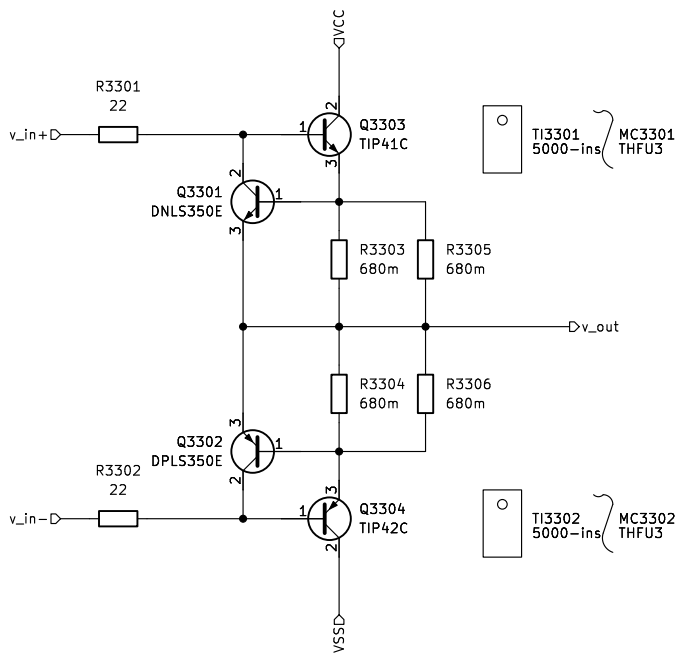 VCC
R3301
22
v_in+
1
2
3
Q3303
TIP41C
TI3301
5000-ins
MC3301
THFU3
Q3301
DNLS350E
2
1
3
R3303
680m
R3305
680m
v_out
R3304
680m
R3306
680m
Q3302
DPLS350E
3
1
2
R3302
22
v_in-
1
3
2
Q3304
TIP42C
TI3302
5000-ins
MC3302
THFU3
VSS